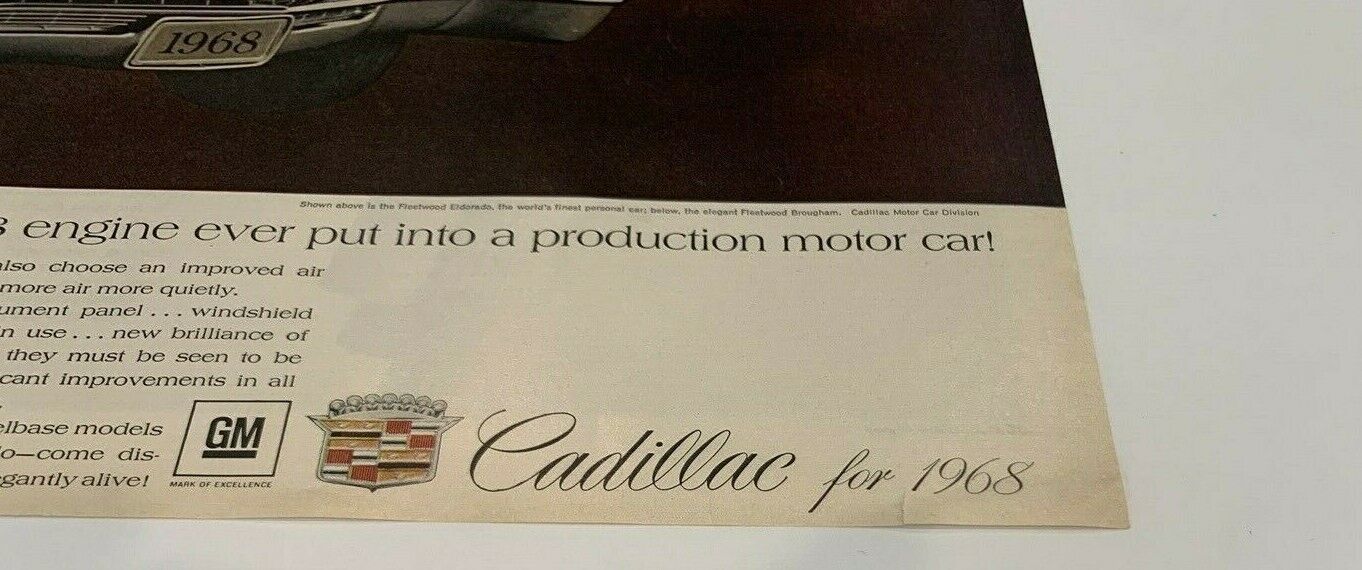 1968
Shown above is the Fleetwood Eldorado, the world's finest personal car; below, the elegant Fleetwood Brougham. Cadillac Motor Car Division
engine ever put into a production motor car!
also choose an improved air
more air more quietly.
ument panel... windshield
n use... new brilliance of
they must be seen to be
cant improvements in all
elbase models
lo—come dis-
gantly alive!
GM
MARK OF EXCELLENCE
Cadillac for 1968